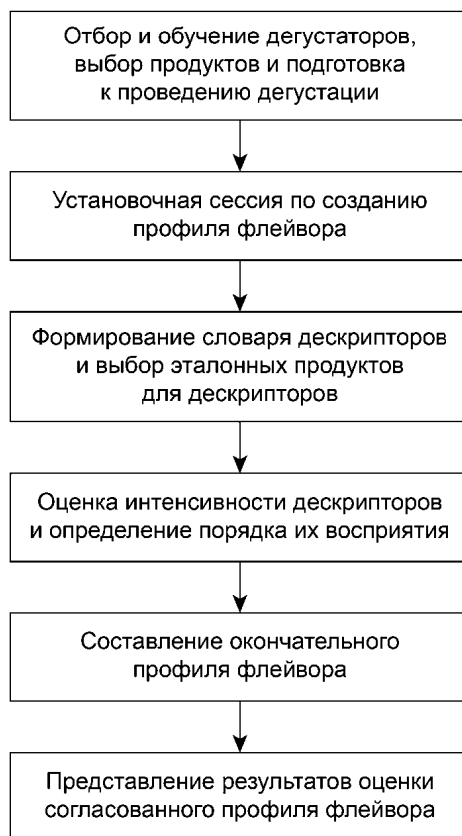 Отбор и обучение дегустаторов,
выбор продуктов и подготовка
к проведению дегустации
Установочная сессия по созданию
профиля флейвора
Формирование словаря дескрипторов
и выбор эталонных продуктов
для дескрипторов
Оценка интенсивности дескрипторов
и определение порядка их восприятия
Составление окончательного
профиля флейвора
Представление результатов оценки
согласованного профиля флейвора